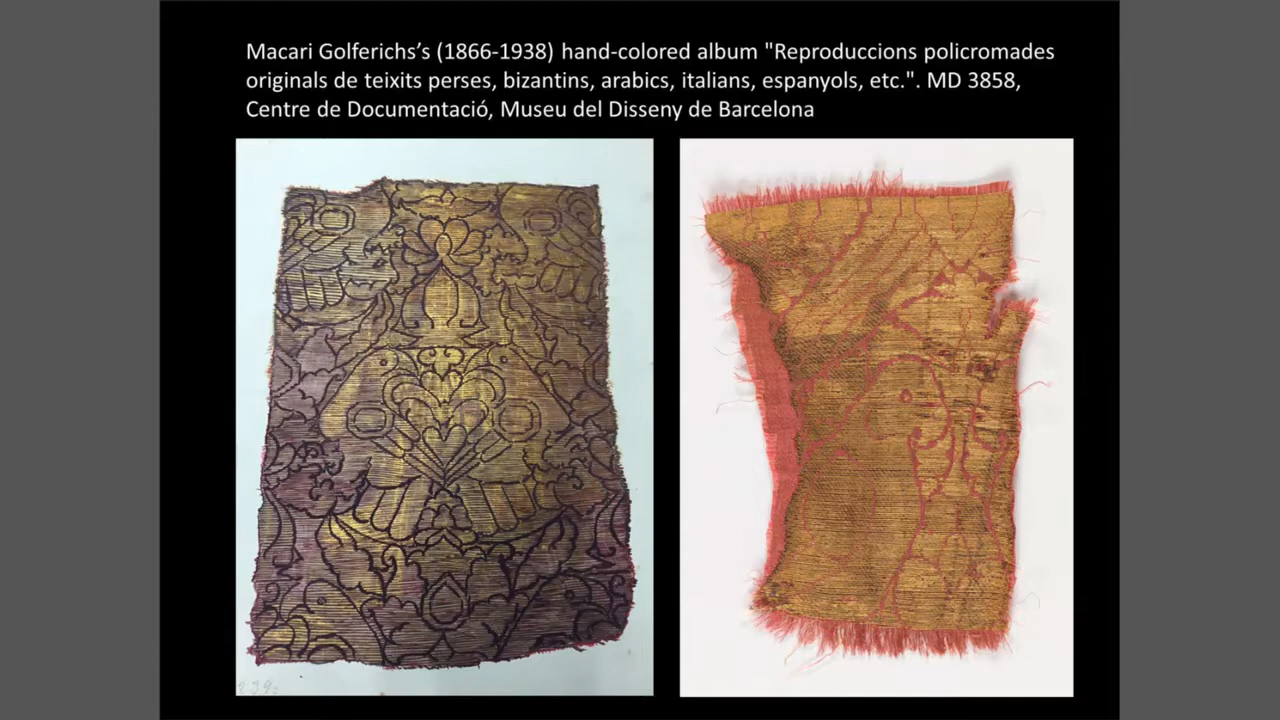 Macari Golferichs’s (1866-1938) hand-colored album "Reproduccions policromades
originals de teixits perses, bizantins, arabics, italians, espanyols, etc.". MD 3858,
Centre de Documentació, Museu del Disseny de Barcelona